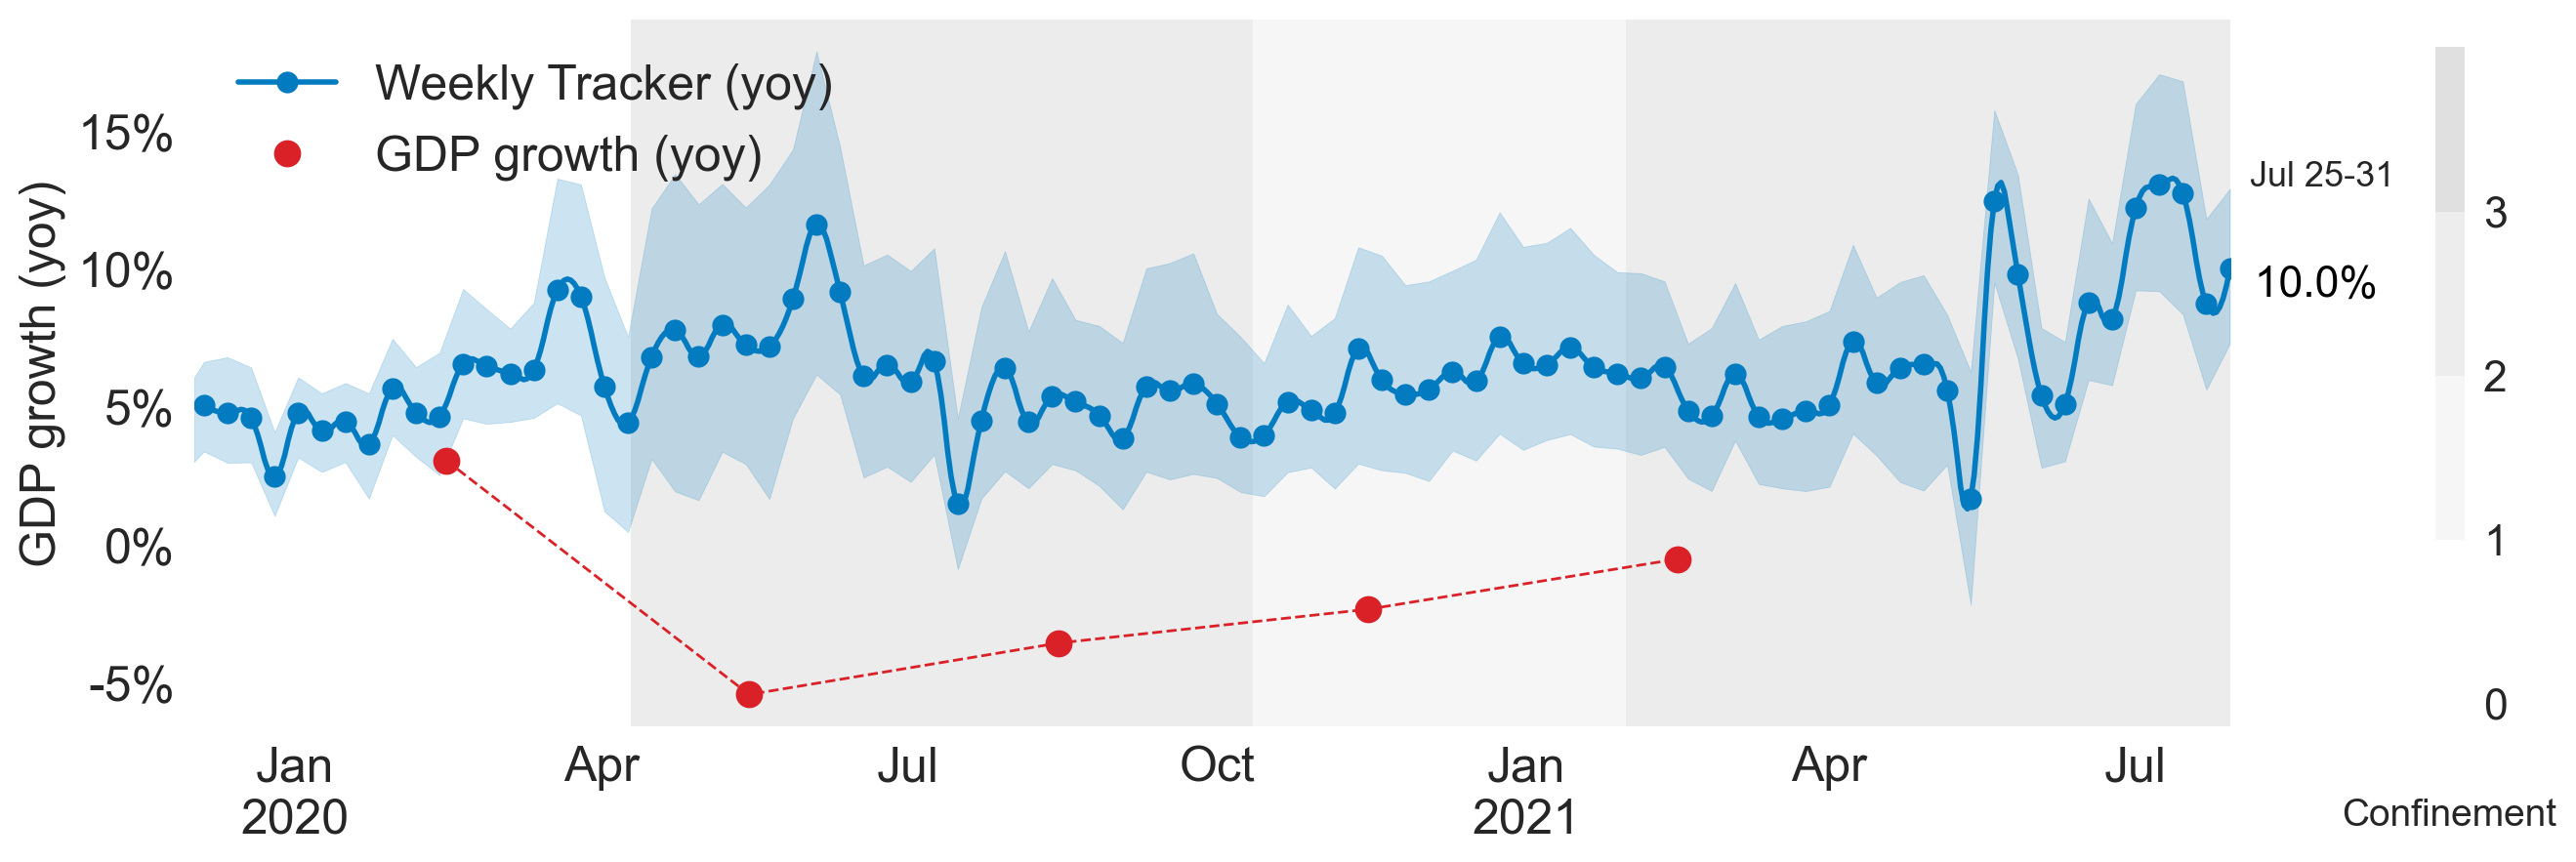 Weekly Tracker (yoy)
GDP growth (yoy)
GDP growth (yoy)
15%
10%
5%
0%
-5%
Jan
2020
Apr
Jul
Oct
Jan
2021
Apr
Jul
Jul 25-31
10.0%
3
2
1
0
Confinement